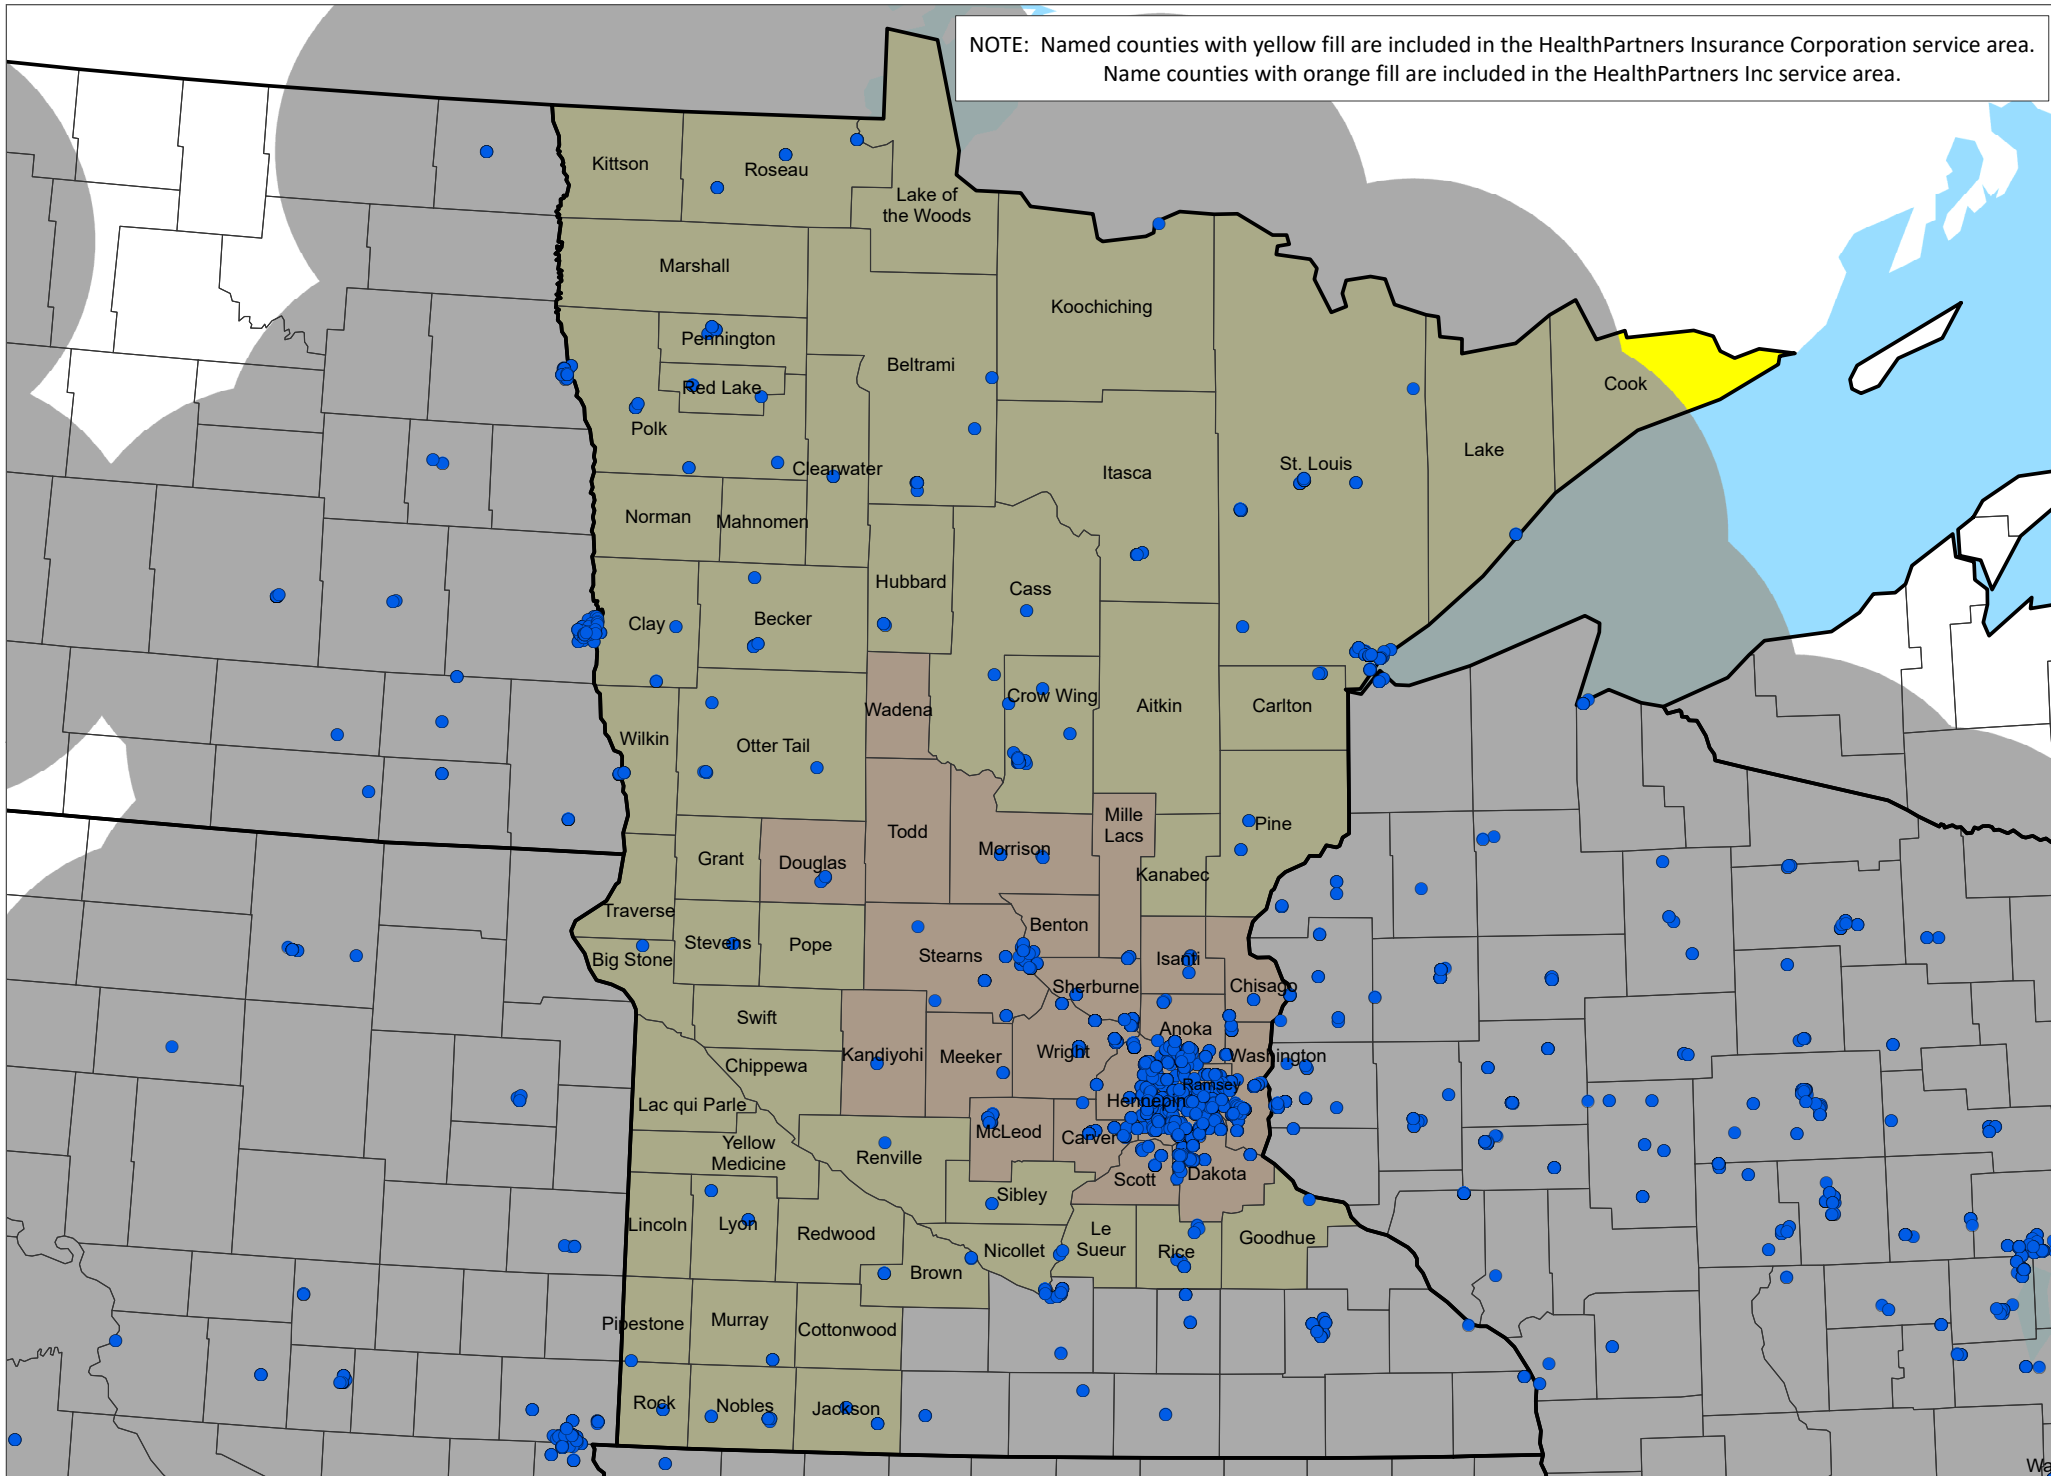 NOTE:  Named counties with yellow fill are included in the HealthPartners Insurance Corporation service area.
Name counties with orange fill are included in the HealthPartners Inc service area.
Kittson
Roseau
Lake of
the Woods
Marshall
Koochiching
Pennington
Beltrami
Red Lake
Cook
Polk
Clearwater
Itasca
St. Louis
Lake
Norman
Mahnomen
Hubbard
Cass
Clay
Becker
Wadena
Crow Wing
Aitkin
Carlton
Wilkin
Otter Tail
Todd
Mille
Lacs
Pine
Grant
Douglas
Morrison
Kanabec
Traverse
Stevens
Pope
Benton
Big Stone
Stearns
Isanti
Sherburne
Chisago
Swift
Anoka
Kandiyohi
Meeker
Wright
Washington
Chippewa
Ramsey
Hennepin
Lac qui Parle
McLeod
Carver
Yellow
Medicine
Renville
Scott
Dakota
Sibley
Lincoln
Lyon
Redwood
Nicollet
Le
Sueur
Rice
Goodhue
Brown
Pipestone
Murray
Cottonwood
Rock
Nobles
Jackson
Wa